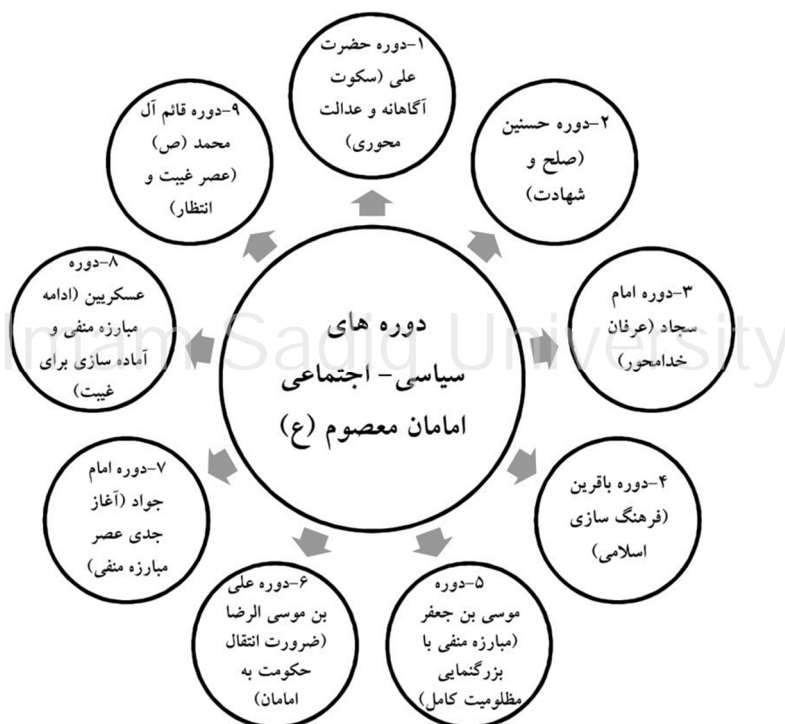 دوره های
سیاسی- اجتماعی
امامان معصوم (ع)
۱-دوره حضرت
علی (سکوت
آگاهانه و عدالت
محوری)
۲-دوره حسنین
(صلح و
شهادت)
۳-دوره امام
سجاد (عرفان
خدامحور)
۴-دوره باقرین
(فرهنگ سازی
اسلامی)
۵-دوره
موسی بن جعفر
(مبارزه منفی با
بزرگنمایی
مظلومیت کامل)
۶-دوره علی
بن موسی الرضا
(ضرورت انتقال
حکومت به
امامان)
۷-دوره امام
جواد (آغاز
جدی عصر
مبارزه منفی)
۸-دوره
عسکریین (ادامه
مبارزه منفی و
آماده سازی برای
غیبت)
۹-دوره قائم آل
محمد (ص)
(عصر غیبت و
انتظار)
Imam Sadiq University